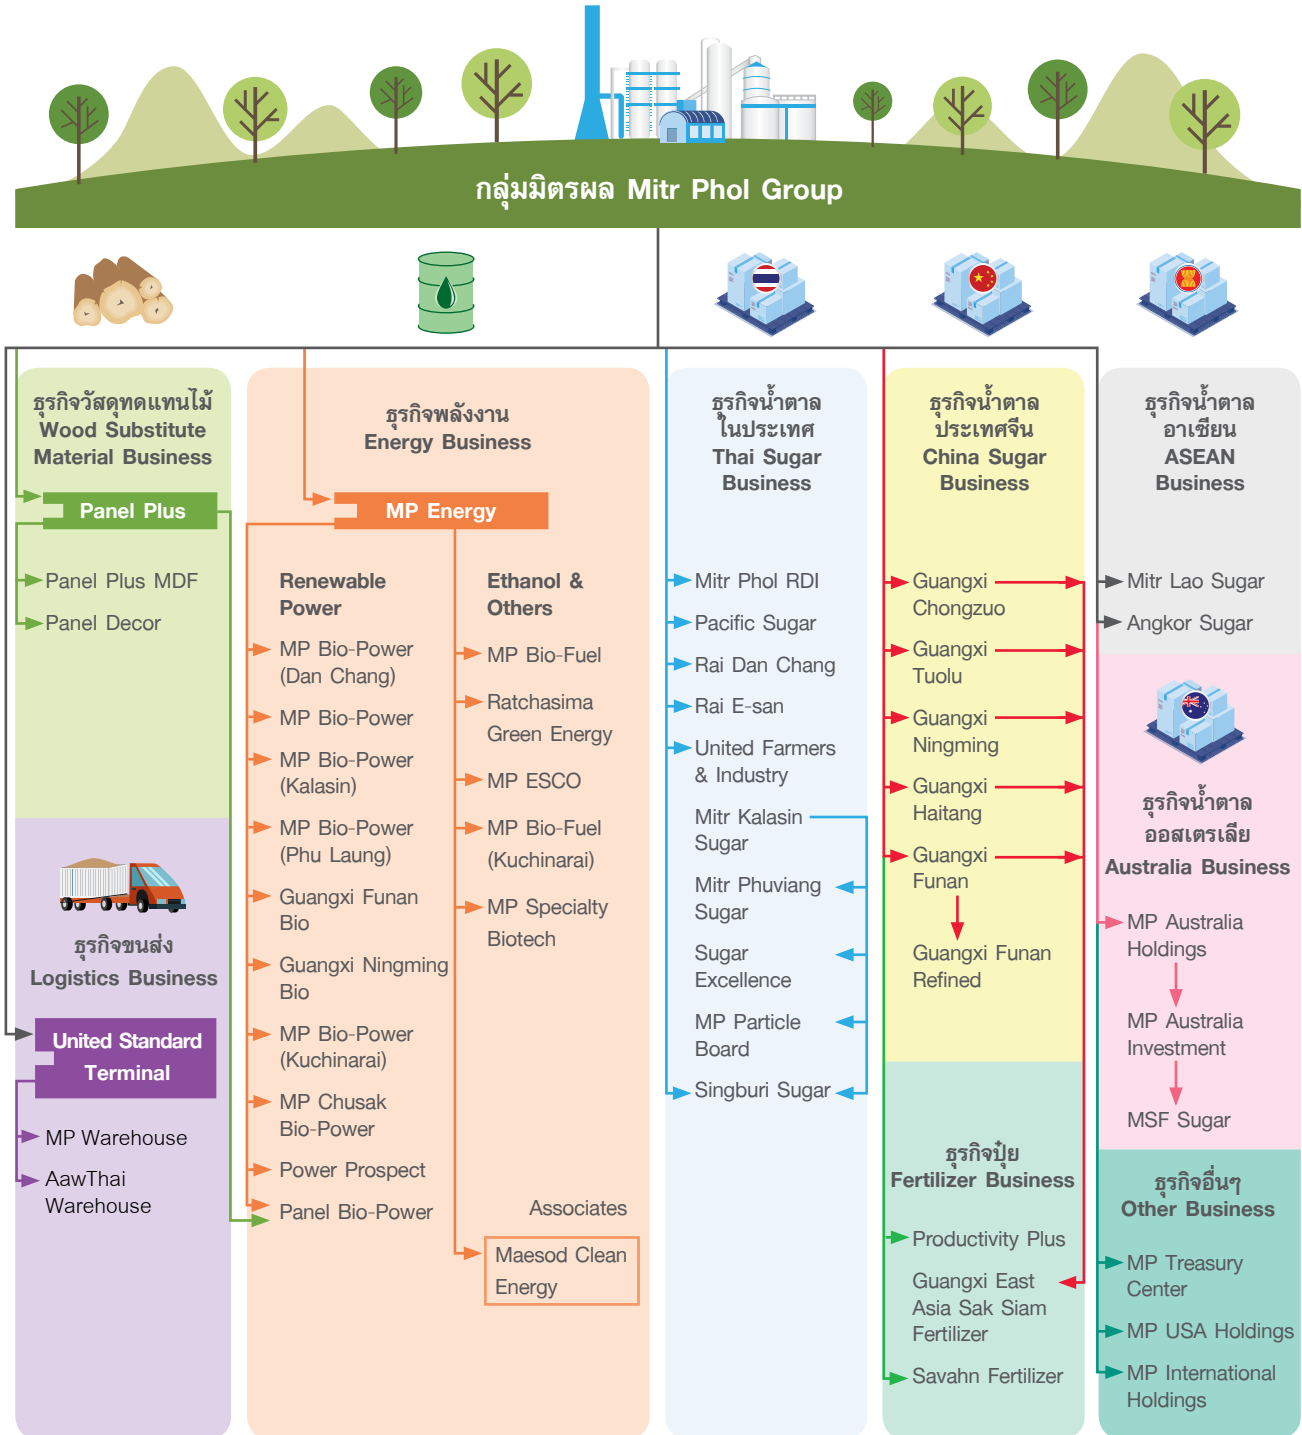 กลุ่มมิตรผล Mitr Phol Group
ธุรกิจวัสดุทดแทนไม้
Wood Substitute
Material Business
Panel Plus
Panel Plus MDF
Panel Decor
ธุรกิจขนส่ง
Logistics Business
United Standard
Terminal
MP Warehouse
AawThai
Warehouse
ธุรกิจพลังงาน
Energy Business
MP Energy
Renewable
Power
MP Bio-Power
(Dan Chang)
MP Bio-Power
MP Bio-Power
(Kalasin)
MP Bio-Power
(Phu Laung)
Guangxi Funan
Bio
Guangxi Ningming
Bio
MP Bio-Power
(Kuchinarai)
MP Chusak
Bio-Power
Power Prospect
Panel Bio-Power
Ethanol &
Others
MP Bio-Fuel
Ratchasima
Green Energy
MP ESCO
MP Bio-Fuel
(Kuchinarai)
MP Specialty
Biotech
Associates
Maesod Clean
Energy
ธุรกิจน้ำตาล
ในประเทศ
Thai Sugar
Business
Mitr Phol RDI
Pacific Sugar
Rai Dan Chang
Rai E-san
United Farmers
& Industry
Mitr Kalasin
Sugar
Mitr Phuviang
Sugar
Sugar
Excellence
MP Particle
Board
Singburi Sugar
ธุรกิจน้ำตาล
ประเทศจีน
China Sugar
Business
Guangxi
Chongzuo
Guangxi
Tuolu
Guangxi
Ningming
Guangxi
Haitang
Guangxi
Funan
Guangxi Funan
Refined
ธุรกิจปุ๋ย
Fertilizer Business
Productivity Plus
Guangxi East
Asia Sak Siam
Fertilizer
Savahn Fertilizer
ธุรกิจน้ำตาล
อาเซียน
ASEAN
Business
Mitr Lao Sugar
Angkor Sugar
ธุรกิจน้ำตาล
ออสเตรเลีย
Australia Business
MP Australia
Holdings
MP Australia
Investment
MSF Sugar
ธุรกิจอื่นๆ
Other Business
MP Treasury
Center
MP USA Holdings
MP International
Holdings